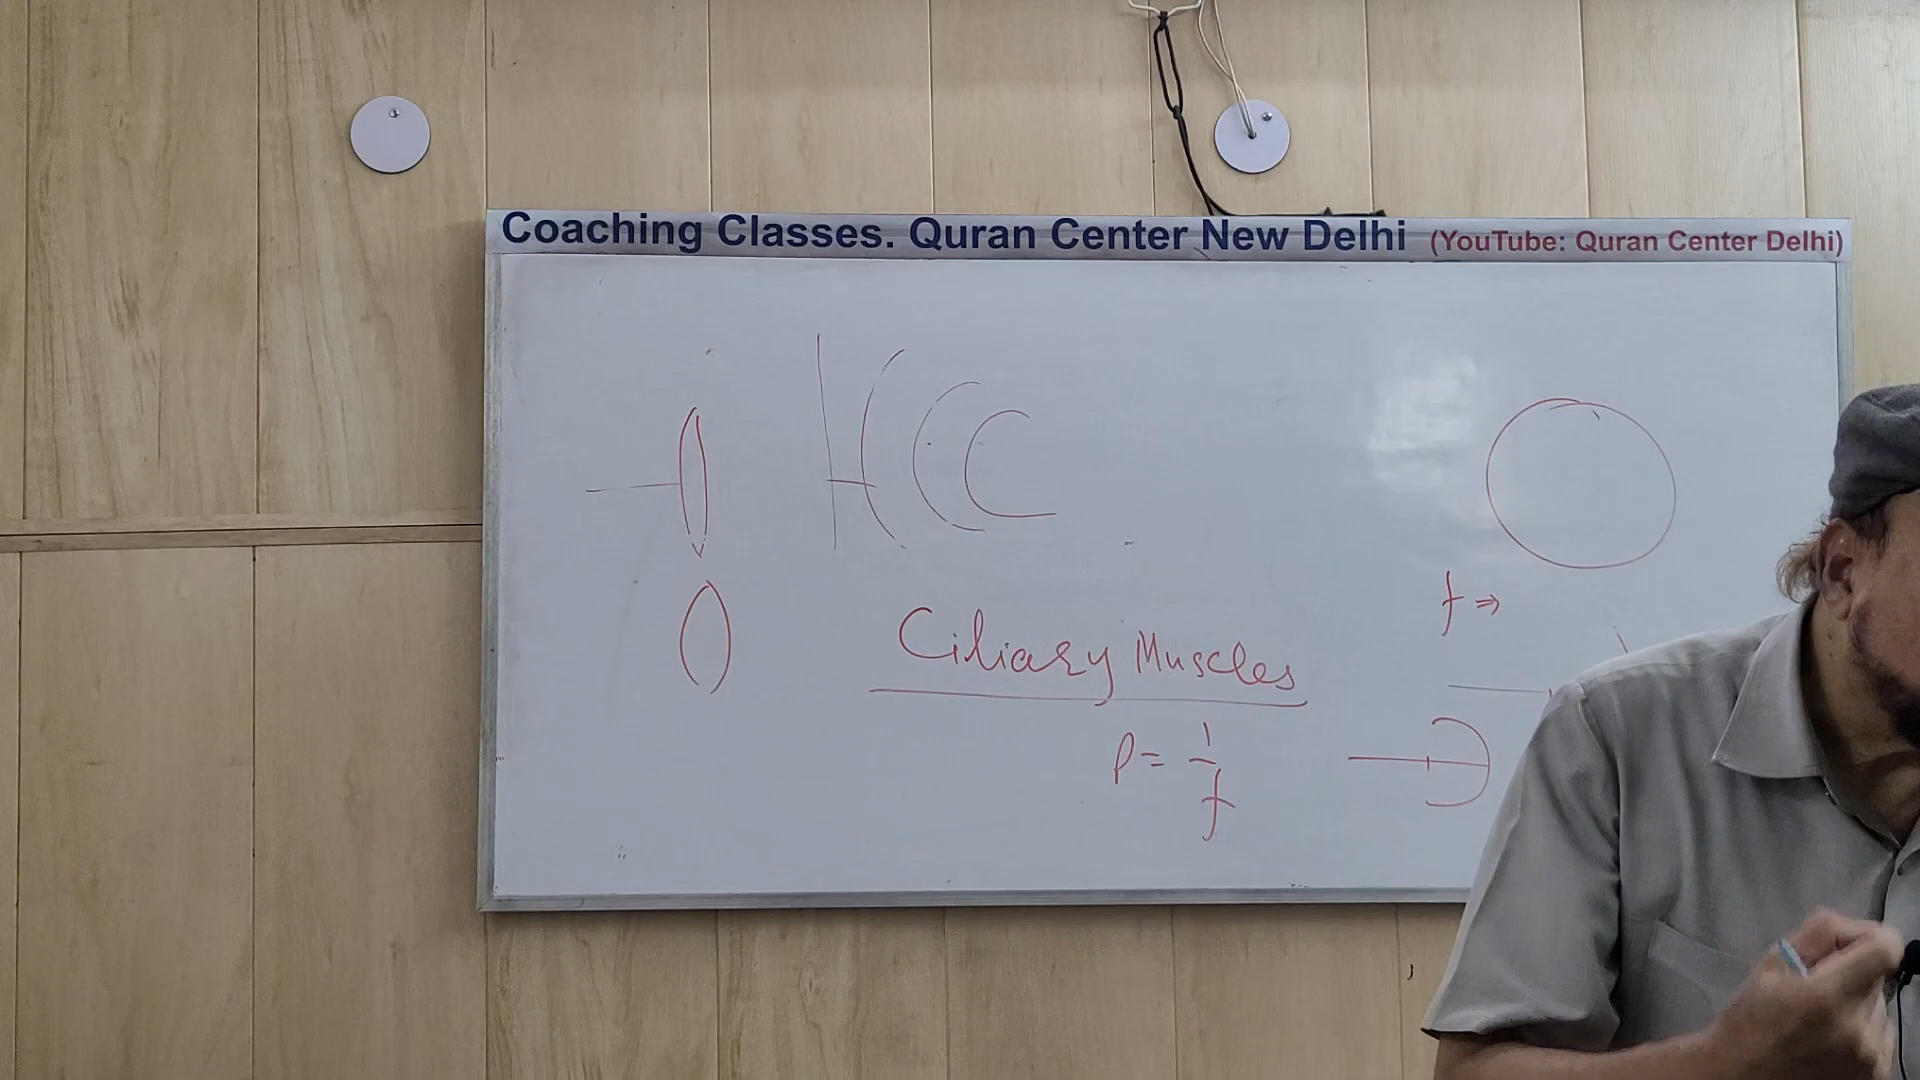 Coaching Classes. Quran Center New Delhi (YouTube: Quran Center Delhi)
f ⇒
Ciliary Muscles
P = 1/f